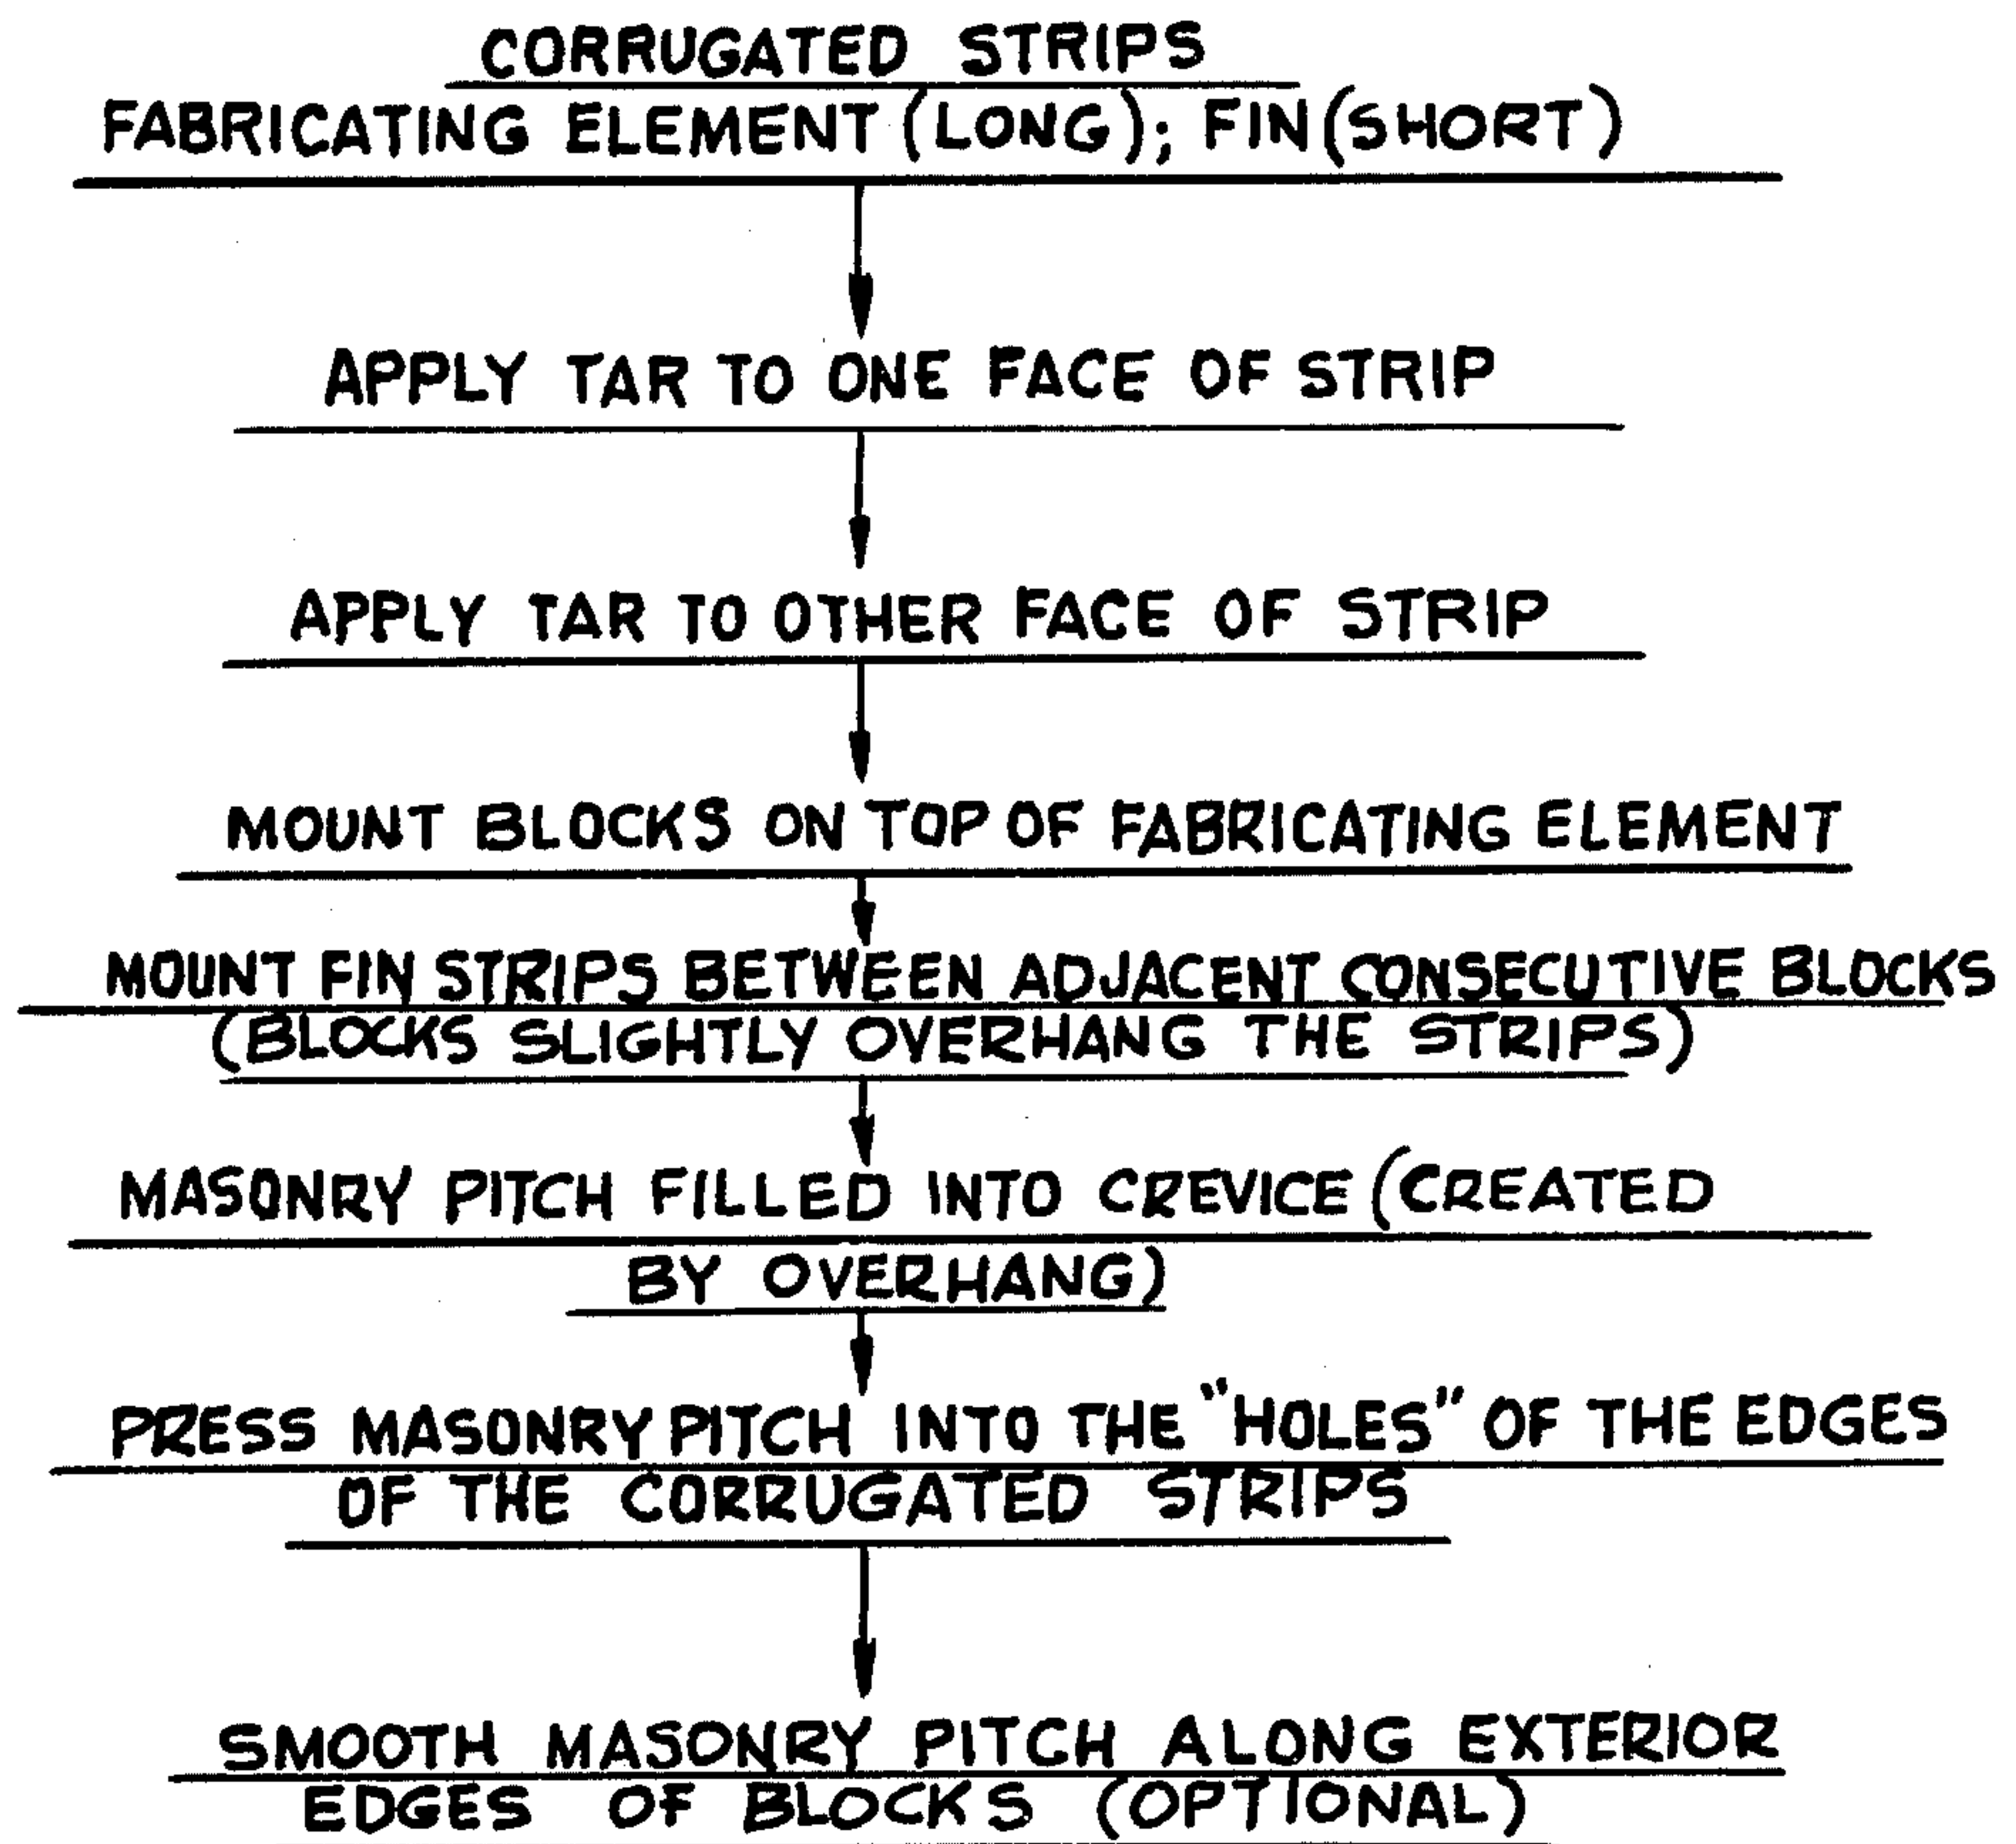 CORRUGATED STRIPS
FABRICATING ELEMENT (LONG); FIN (SHORT)
APPLY TAR TO ONE FACE OF STRIP
APPLY TAR TO OTHER FACE OF STRIP
MOUNT BLOCKS ON TOP OF FABRICATING ELEMENT
MOUNT FIN STRIPS BETWEEN ADJACENT CONSECUTIVE BLOCKS
(BLOCKS SLIGHTLY OVERHANG THE STRIPS)
MASONRY PITCH FILLED INTO CREVICE (CREATED
BY OVERHANG)
PRESS MASONRY PITCH INTO THE "HOLES" OF THE EDGES
OF THE CORRUGATED STRIPS
SMOOTH MASONRY PITCH ALONG EXTERIOR
EDGES OF BLOCKS (OPTIONAL)